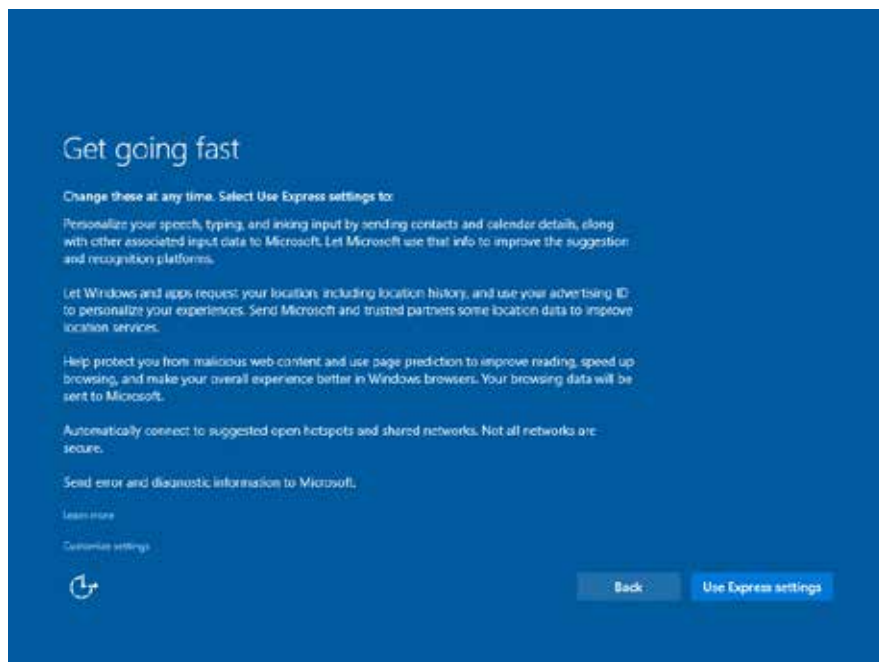 Get going fast
Change these at any time. Select Use Express settings to:
Personalize your speech, typing, and inking input by sending contacts and calendar details, along
with other associated input data to Microsoft. Let Microsoft use that info to improve the suggestion
and recognition platforms.
Let Windows and apps request your location, including location history, and use your advertising ID
to personalize your experiences. Send Microsoft and trusted partners some location data to improve
location services.
Help protect you from malicious web content and use page prediction to improve reading, speed up
browsing, and make your overall experience better in Windows browsers. Your browsing data will be
sent to Microsoft.
Automatically connect to suggested open hotspots and shared networks. Not all networks are
secure.
Send error and diagnostic information to Microsoft.
Learn more
Customize settings
Back
Use Express settings